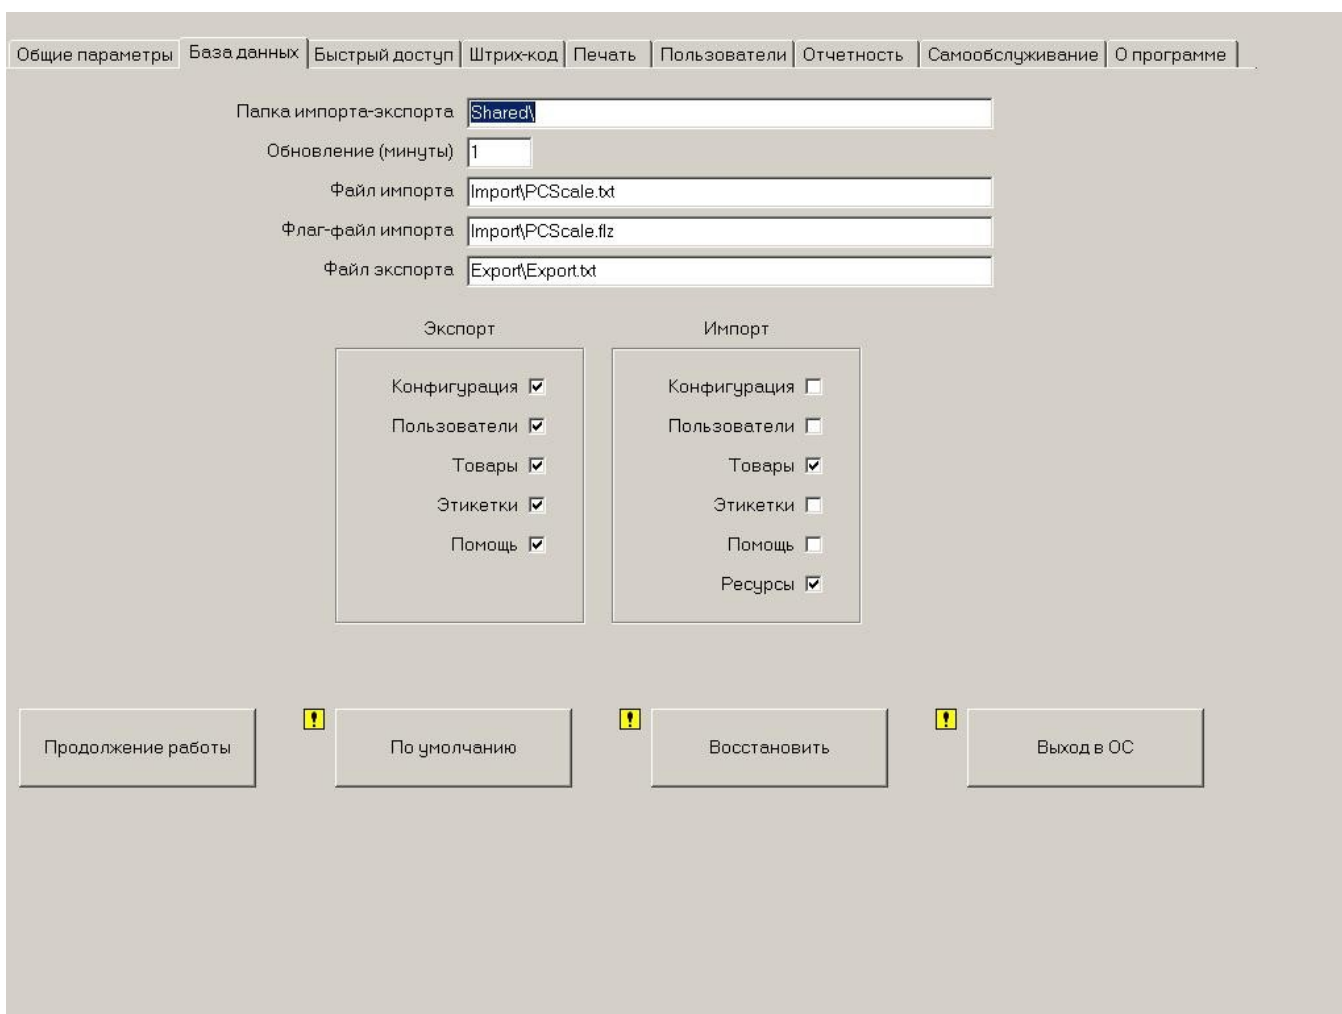 Общие параметры База данных Быстрый доступ Штрих-код Печать Пользователи Отчетность Самообслуживание О программе
Папка импорта-экспорта Shared\
Обновление (минуты) 1
Файл импорта Import\PCScale.txt
Флаг-файл импорта Import\PCScale.flz
Файл экспорта Export\Export.txt
Экспорт Импорт
Конфигурация Конфигурация
Пользователи Пользователи
Товары Товары
Этикетки Этикетки
Помощь Помощь
Ресурсы
Продолжение работы ! По умолчанию ! Восстановить ! Выход в ОС